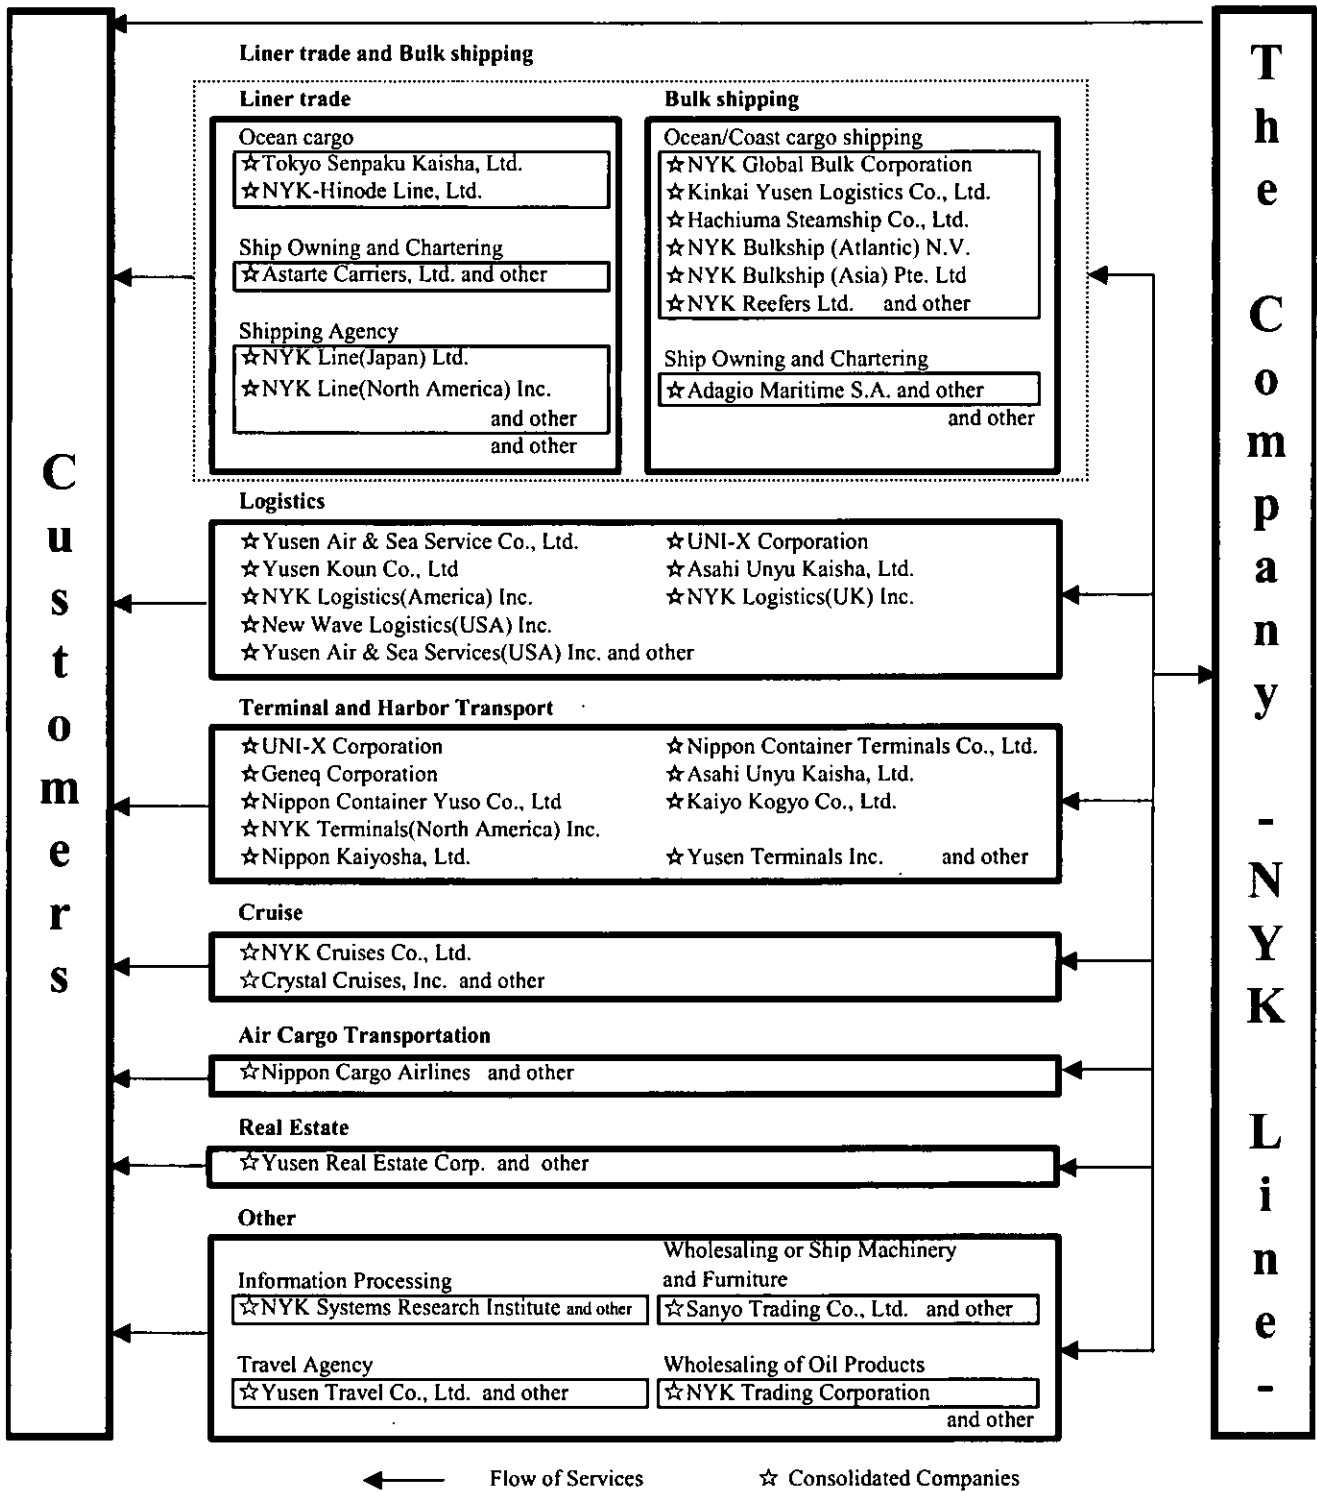 Liner trade and Bulk shipping
Liner trade
Ocean cargo
☆Tokyo Senpaku Kaisha, Ltd.
☆NYK-Hinode Line, Ltd.
Ship Owning and Chartering
☆Astarte Carriers, Ltd. and other
Shipping Agency
☆NYK Line(Japan) Ltd.
☆NYK Line(North America) Inc.
and other
and other
Bulk shipping
Ocean/Coast cargo shipping
☆NYK Global Bulk Corporation
☆Kinkai Yusen Logistics Co., Ltd.
☆Hachiuma Steamship Co., Ltd.
☆NYK Bulkship (Atlantic) N.V.
☆NYK Bulkship (Asia) Pte. Ltd
☆NYK Reefers Ltd. and other
Ship Owning and Chartering
☆Adagio Maritime S.A. and other
and other
Logistics
☆Yusen Air & Sea Service Co., Ltd. ☆UNI-X Corporation
☆Yusen Koun Co., Ltd ☆Asahi Unyu Kaisha, Ltd.
☆NYK Logistics(America) Inc. ☆NYK Logistics(UK) Inc.
☆New Wave Logistics(USA) Inc.
☆Yusen Air & Sea Services(USA) Inc. and other
Terminal and Harbor Transport
☆UNI-X Corporation ☆Nippon Container Terminals Co., Ltd.
☆Geneq Corporation ☆Asahi Unyu Kaisha, Ltd.
☆Nippon Container Yuso Co., Ltd ☆Kaiyo Kogyo Co., Ltd.
☆NYK Terminals(North America) Inc.
☆Nippon Kaiyosha, Ltd. ☆Yusen Terminals Inc. and other
Cruise
☆NYK Cruises Co., Ltd.
☆Crystal Cruises, Inc. and other
Air Cargo Transportation
☆Nippon Cargo Airlines and other
Real Estate
☆Yusen Real Estate Corp. and other
Other
Information Processing
☆NYK Systems Research Institute and other
Wholesaling or Ship Machinery
and Furniture
☆Sanyo Trading Co., Ltd. and other
Travel Agency
☆Yusen Travel Co., Ltd. and other
Wholesaling of Oil Products
☆NYK Trading Corporation
and other
Customers
The Company -NYK Line-
Flow of Services ☆ Consolidated Companies